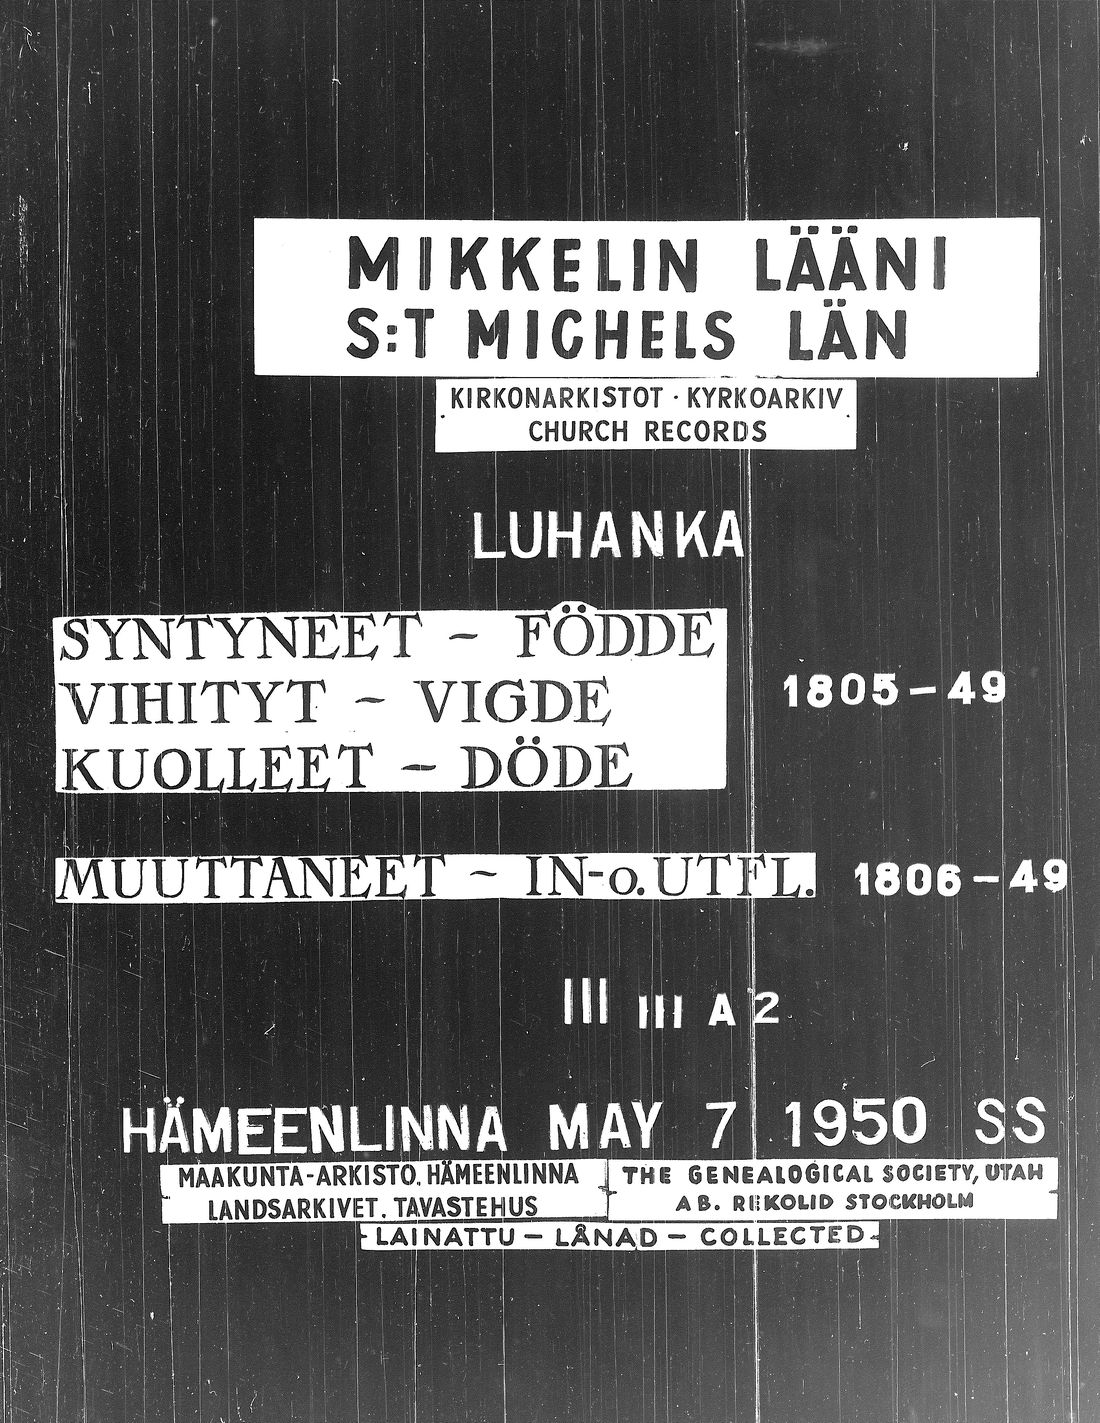 MIKKELIN LÄÄNI
S:T MICHELS LÄN
KIRKONARKISTOT · KYRKOARKIV
CHURCH RECORDS
LUHANKA
SYNTYNEET – FÖDDE
VIHITYT – VIGDE
KUOLLEET – DÖDE
1805–49
MUUTTANEET – IN-o. UTFL. 1806–49
III III A 2
HÄMEENLINNA MAY 7 1950 SS
MAAKUNTA-ARKISTO. HÄMEENLINNA
LANDSARKIVET. TAVASTEHUS
THE GENEALOGICAL SOCIETY, UTAH
AB. REKOLID STOCKHOLM
LAINATTU – LÅNAD – COLLECTED